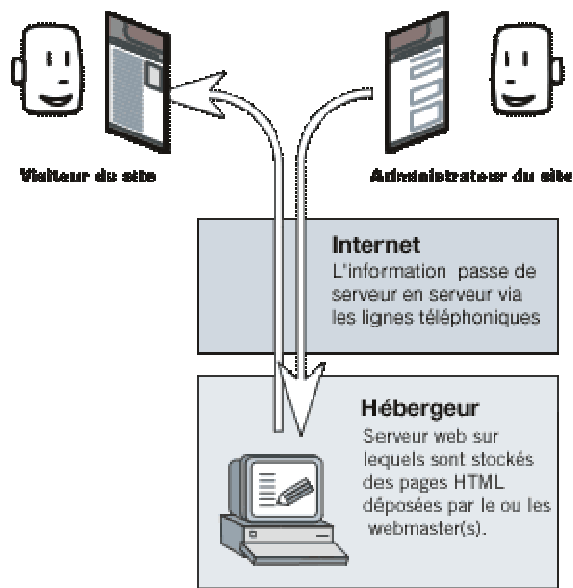 Visiteur du site
Administrateur du site
Internet
L'information passe de
serveur en serveur via
les lignes téléphoniques
Hébergeur
Serveur web sur
lequels sont stockés
des pages HTML
déposées par le ou les
webmaster(s).